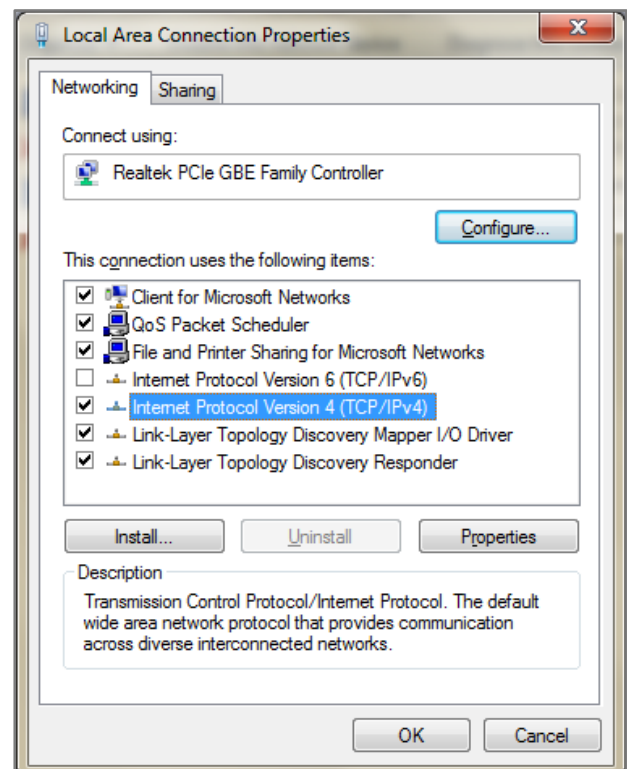 Local Area Connection Properties
Networking
Sharing
Connect using:
Realtek PCIe GBE Family Controller
Configure...
This connection uses the following items:
Client for Microsoft Networks
QoS Packet Scheduler
File and Printer Sharing for Microsoft Networks
Internet Protocol Version 6 (TCP/IPv6)
Internet Protocol Version 4 (TCP/IPv4)
Link-Layer Topology Discovery Mapper I/O Driver
Link-Layer Topology Discovery Responder
Install...
Uninstall
Properties
Description
Transmission Control Protocol/Internet Protocol. The default
wide area network protocol that provides communication
across diverse interconnected networks.
OK
Cancel